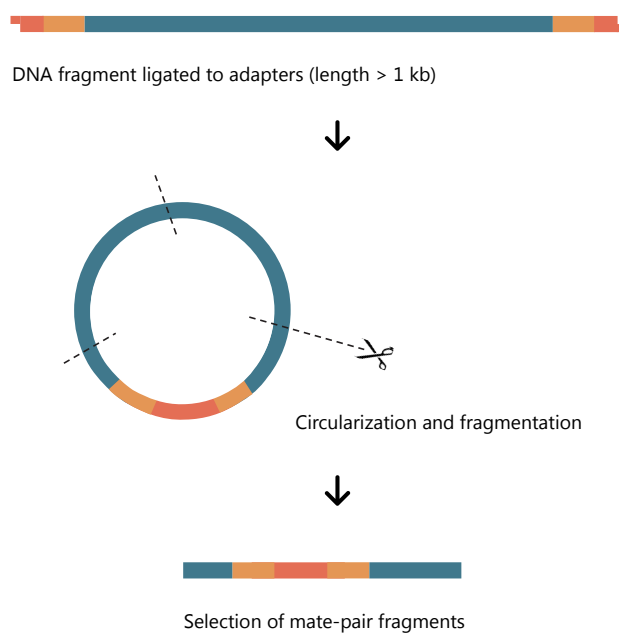 DNA fragment ligated to adapters (length > 1 kb)
Circularization and fragmentation
Selection of mate-pair fragments